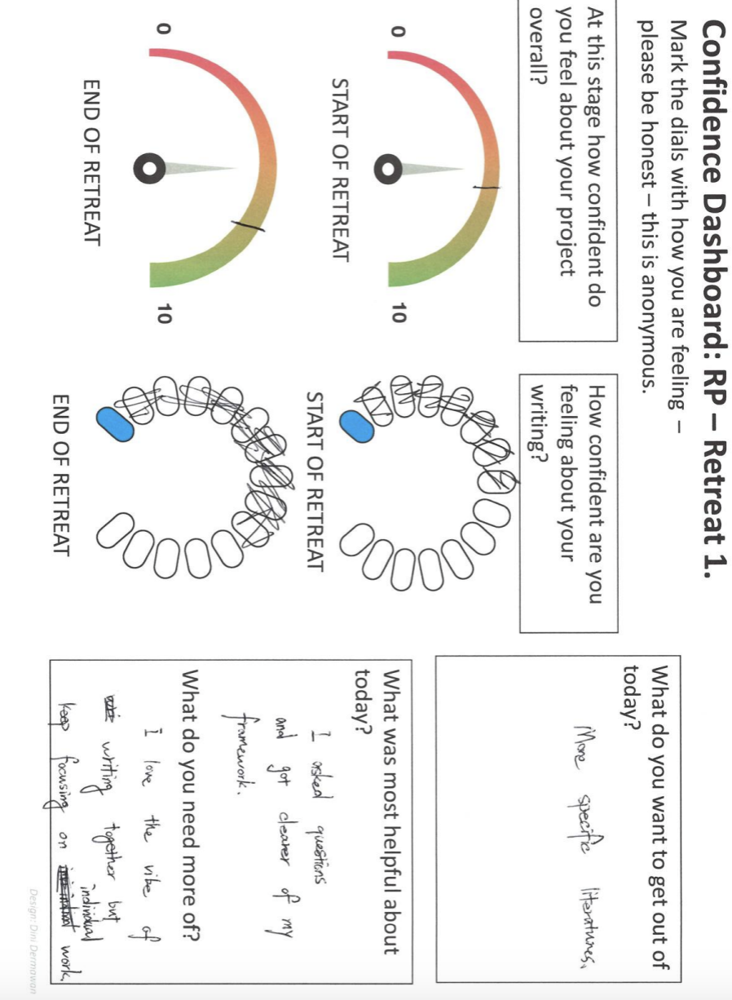 Confidence Dashboard: RP – Retreat 1.
Mark the dials with how you are feeling –
please be honest – this is anonymous.
At this stage how confident do
you feel about your project
overall?
0
10
START OF RETREAT
0
10
END OF RETREAT
How confident are you
feeling about your
writing?
START OF RETREAT
END OF RETREAT
What do you want to get out of
today?
More specific literatures.
What was most helpful about
today?
I asked questions
and got clearer of my
framework.
What do you need more of?
I love the vibe of
writing together but
individual
keep focusing on work.
Design: Dini Dermawan